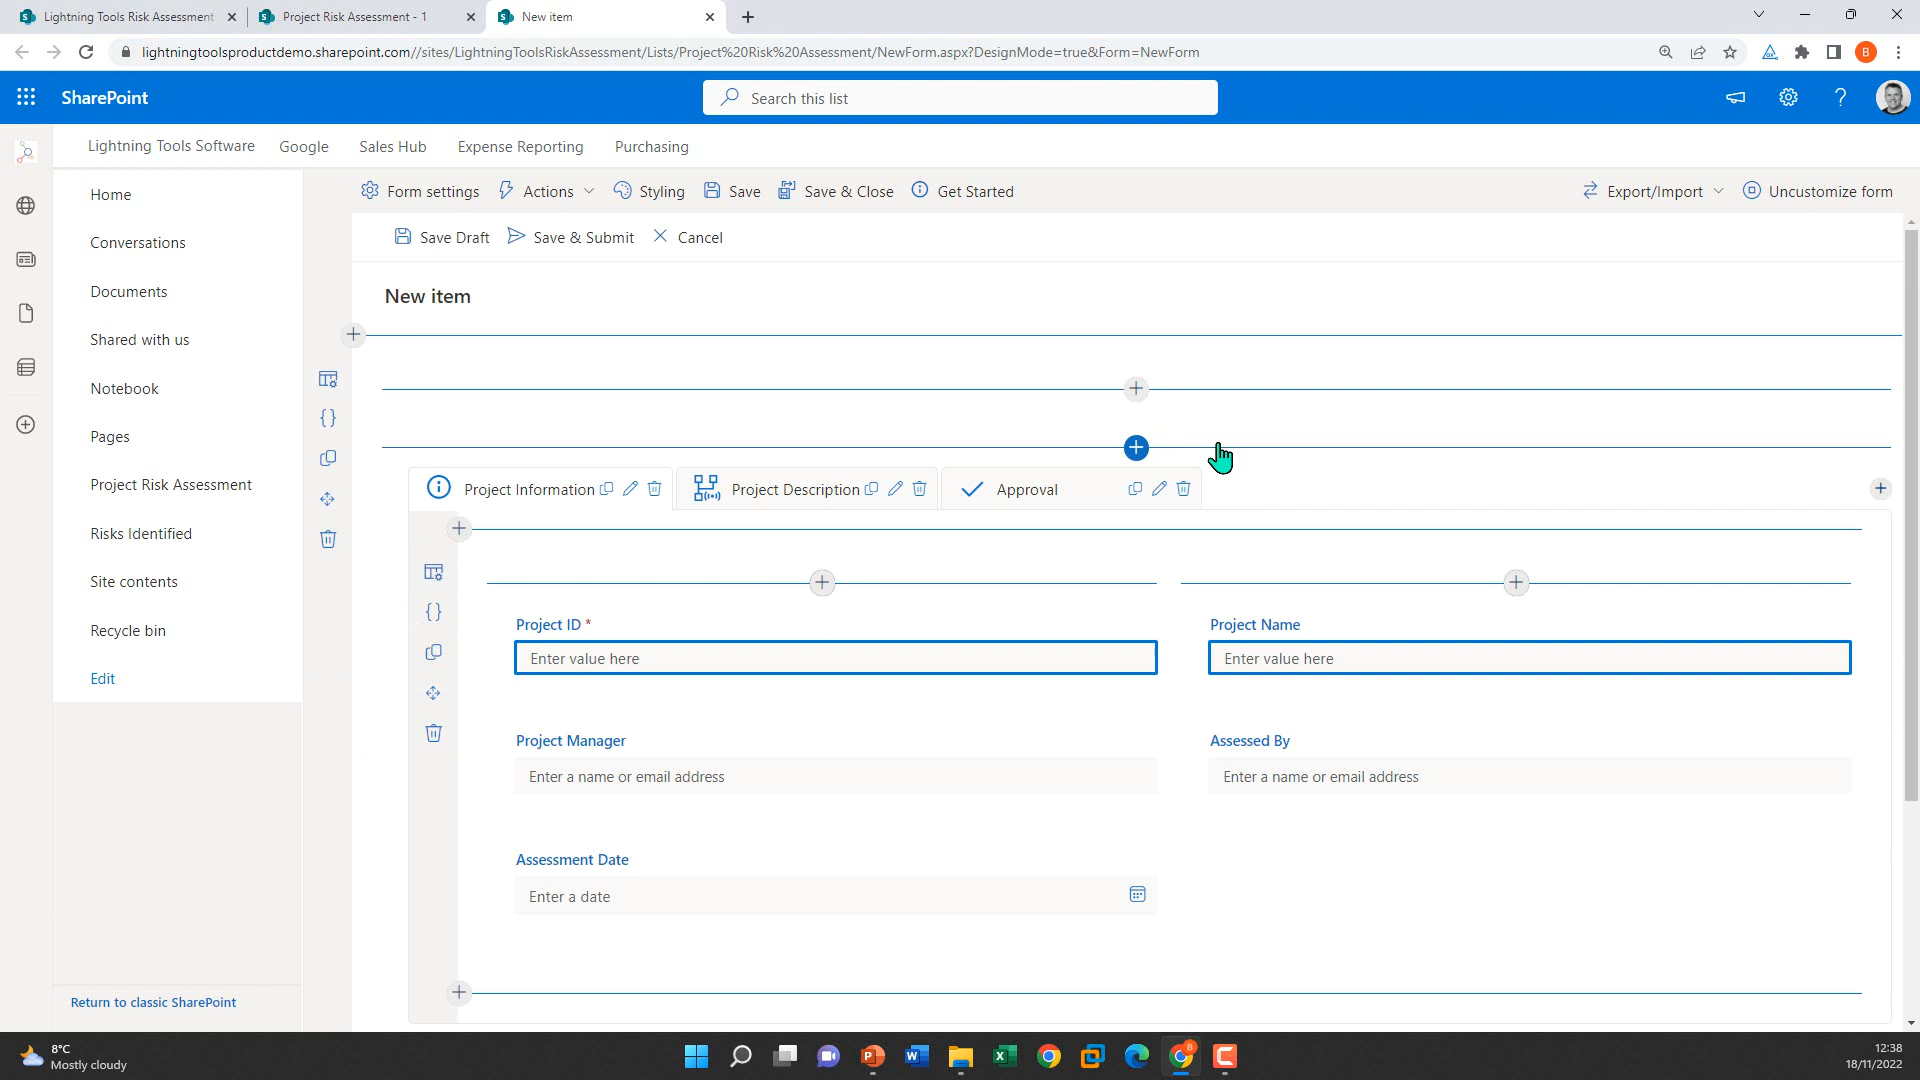 Lightning Tools Risk Assessment
Project Risk Assessment - 1
New item
lightningtoolsproductdemo.sharepoint.com//sites/LightningToolsRiskAssessment/Lists/Project%20Risk%20Assessment/NewForm.aspx?DesignMode=true&Form=NewForm
B
SharePoint
Search this list
Lightning Tools Software
Google
Sales Hub
Expense Reporting
Purchasing
Home
Conversations
Documents
Shared with us
Notebook
Pages
Project Risk Assessment
Risks Identified
Site contents
Recycle bin
Edit
Return to classic SharePoint
Form settings
Actions
Styling
Save
Save & Close
Get Started
Export/Import
Uncustomize form
Save Draft
Save & Submit
Cancel
New item
Project Information
Project Description
Approval
Project ID *
Enter value here
Project Name
Enter value here
Project Manager
Enter a name or email address
Assessed By
Enter a name or email address
Assessment Date
Enter a date
8°C
Mostly cloudy
12:38
18/11/2022